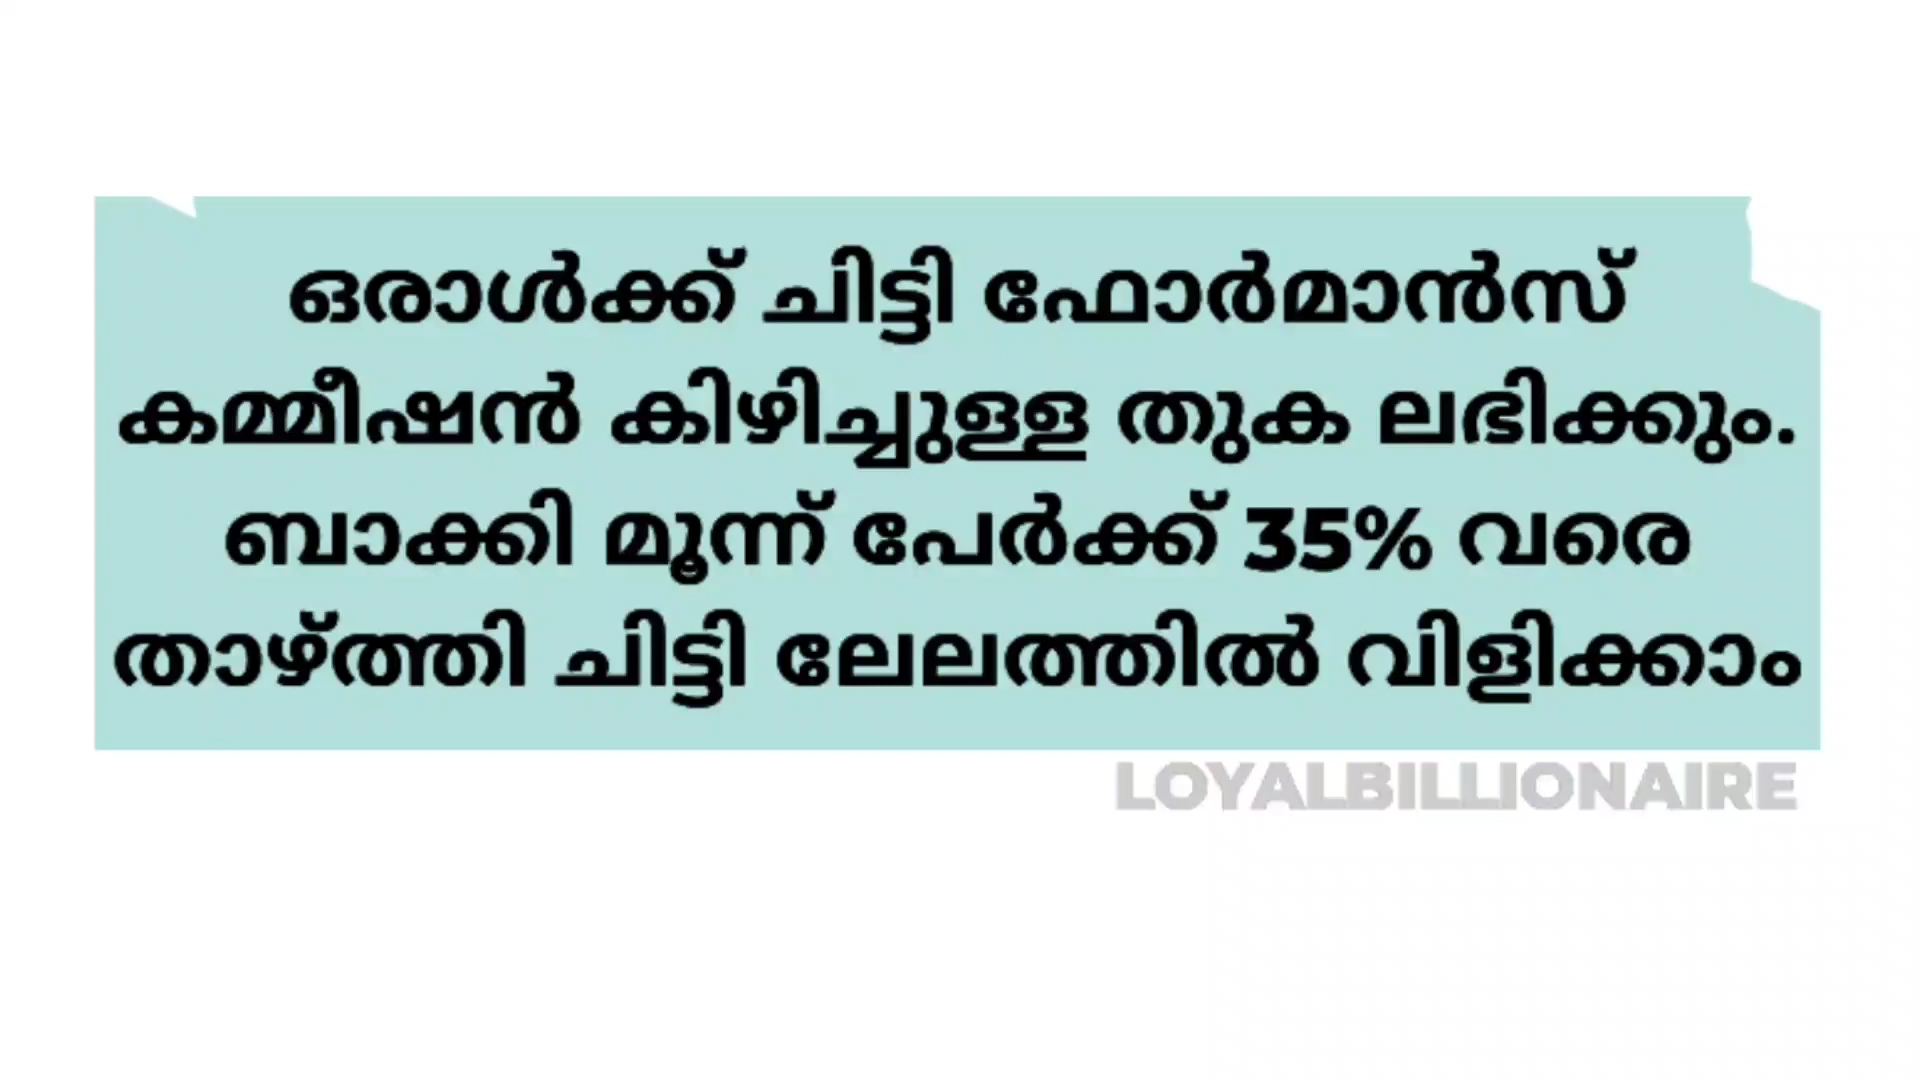 ഒരാൾക്ക് ചിട്ടി ഫോർമാൻസ്
കമ്മീഷൻ കിഴിച്ചുള്ള തുക ലഭിക്കും.
ബാക്കി മൂന്ന് പേർക്ക് 35% വരെ
താഴ്ത്തി ചിട്ടി ലേലത്തിൽ വിളിക്കാം
LOYALBILLIONAIRE